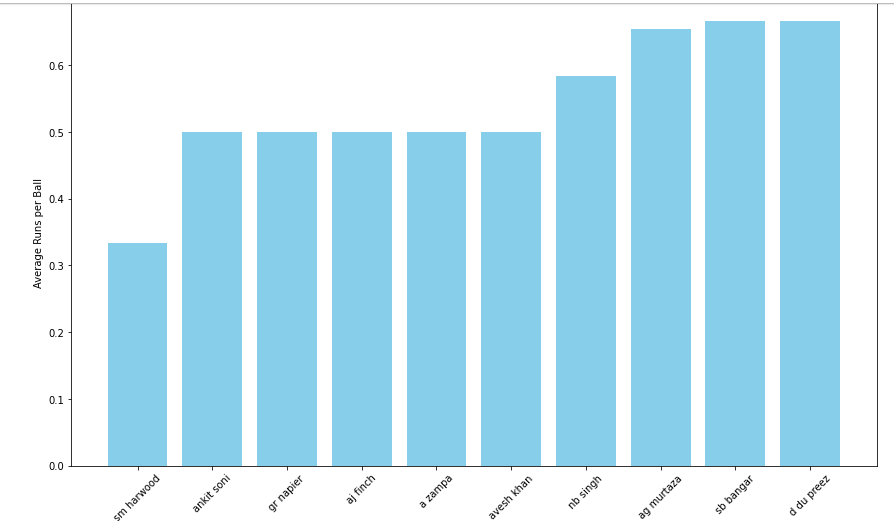 Average Runs per Ball
0.6
0.5
0.4
0.3
0.2
0.1
0.0
sm harwood
ankit soni
gr napier
aj finch
a zampa
avesh khan
nb singh
ag murtaza
sb bangar
d du preez